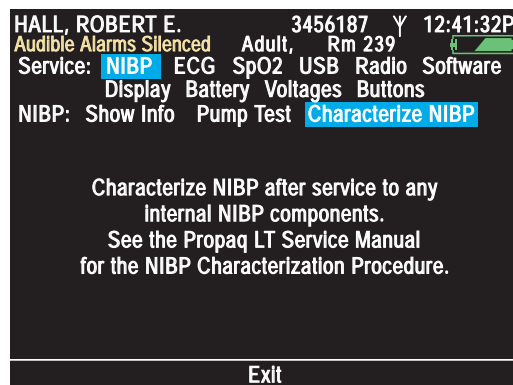 HALL, ROBERT E. 3456187 12:41:32P
Audible Alarms Silenced Adult, Rm 239
Service: NIBP ECG SpO2 USB Radio Software
Display Battery Voltages Buttons
NIBP: Show Info Pump Test Characterize NIBP
Characterize NIBP after service to any
internal NIBP components.
See the Propaq LT Service Manual
for the NIBP Characterization Procedure.
Exit